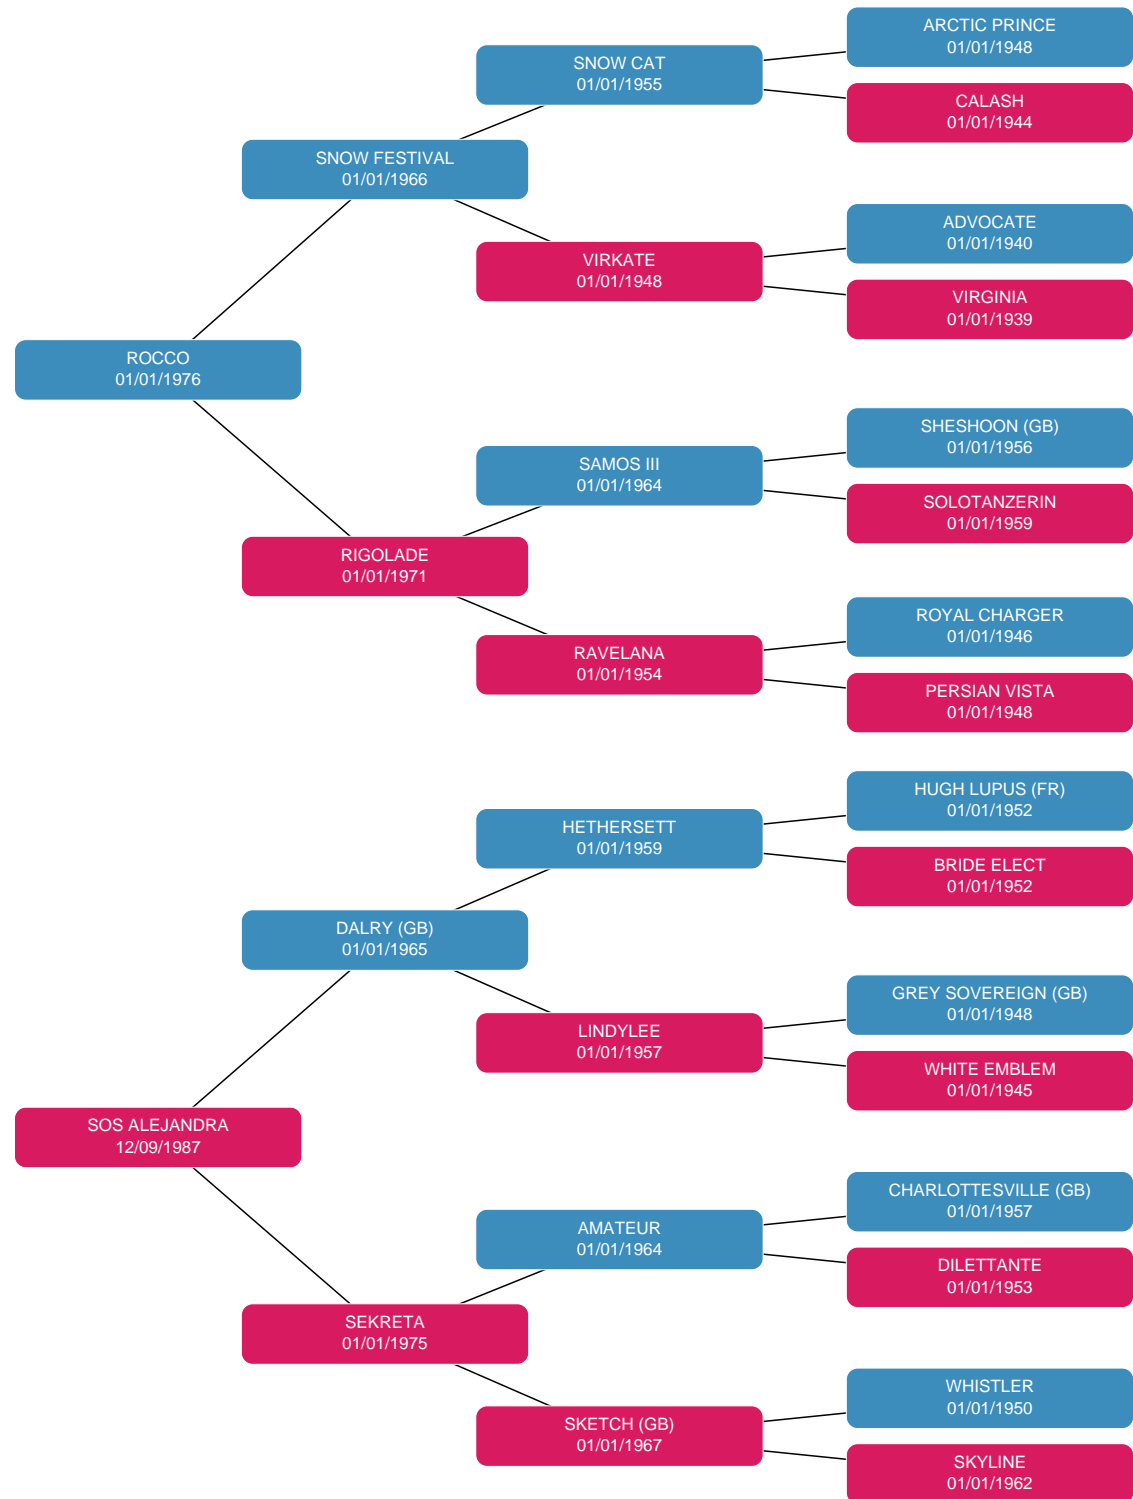 ARCTIC PRINCE
01/01/1948
SNOW CAT
01/01/1955
CALASH
01/01/1944
SNOW FESTIVAL
01/01/1966
ADVOCATE
01/01/1940
VIRKATE
01/01/1948
VIRGINIA
01/01/1939
ROCCO
01/01/1976
SHESHOON (GB)
01/01/1956
SAMOS III
01/01/1964
SOLOTANZERIN
01/01/1959
RIGOLADE
01/01/1971
ROYAL CHARGER
01/01/1946
RAVELANA
01/01/1954
PERSIAN VISTA
01/01/1948
HUGH LUPUS (FR)
01/01/1952
HETHERSETT
01/01/1959
BRIDE ELECT
01/01/1952
DALRY (GB)
01/01/1965
GREY SOVEREIGN (GB)
01/01/1948
LINDYLEE
01/01/1957
WHITE EMBLEM
01/01/1945
SOS ALEJANDRA
12/09/1987
CHARLOTTESVILLE (GB)
01/01/1957
AMATEUR
01/01/1964
DILETTANTE
01/01/1953
SEKRETA
01/01/1975
WHISTLER
01/01/1950
SKETCH (GB)
01/01/1967
SKYLINE
01/01/1962